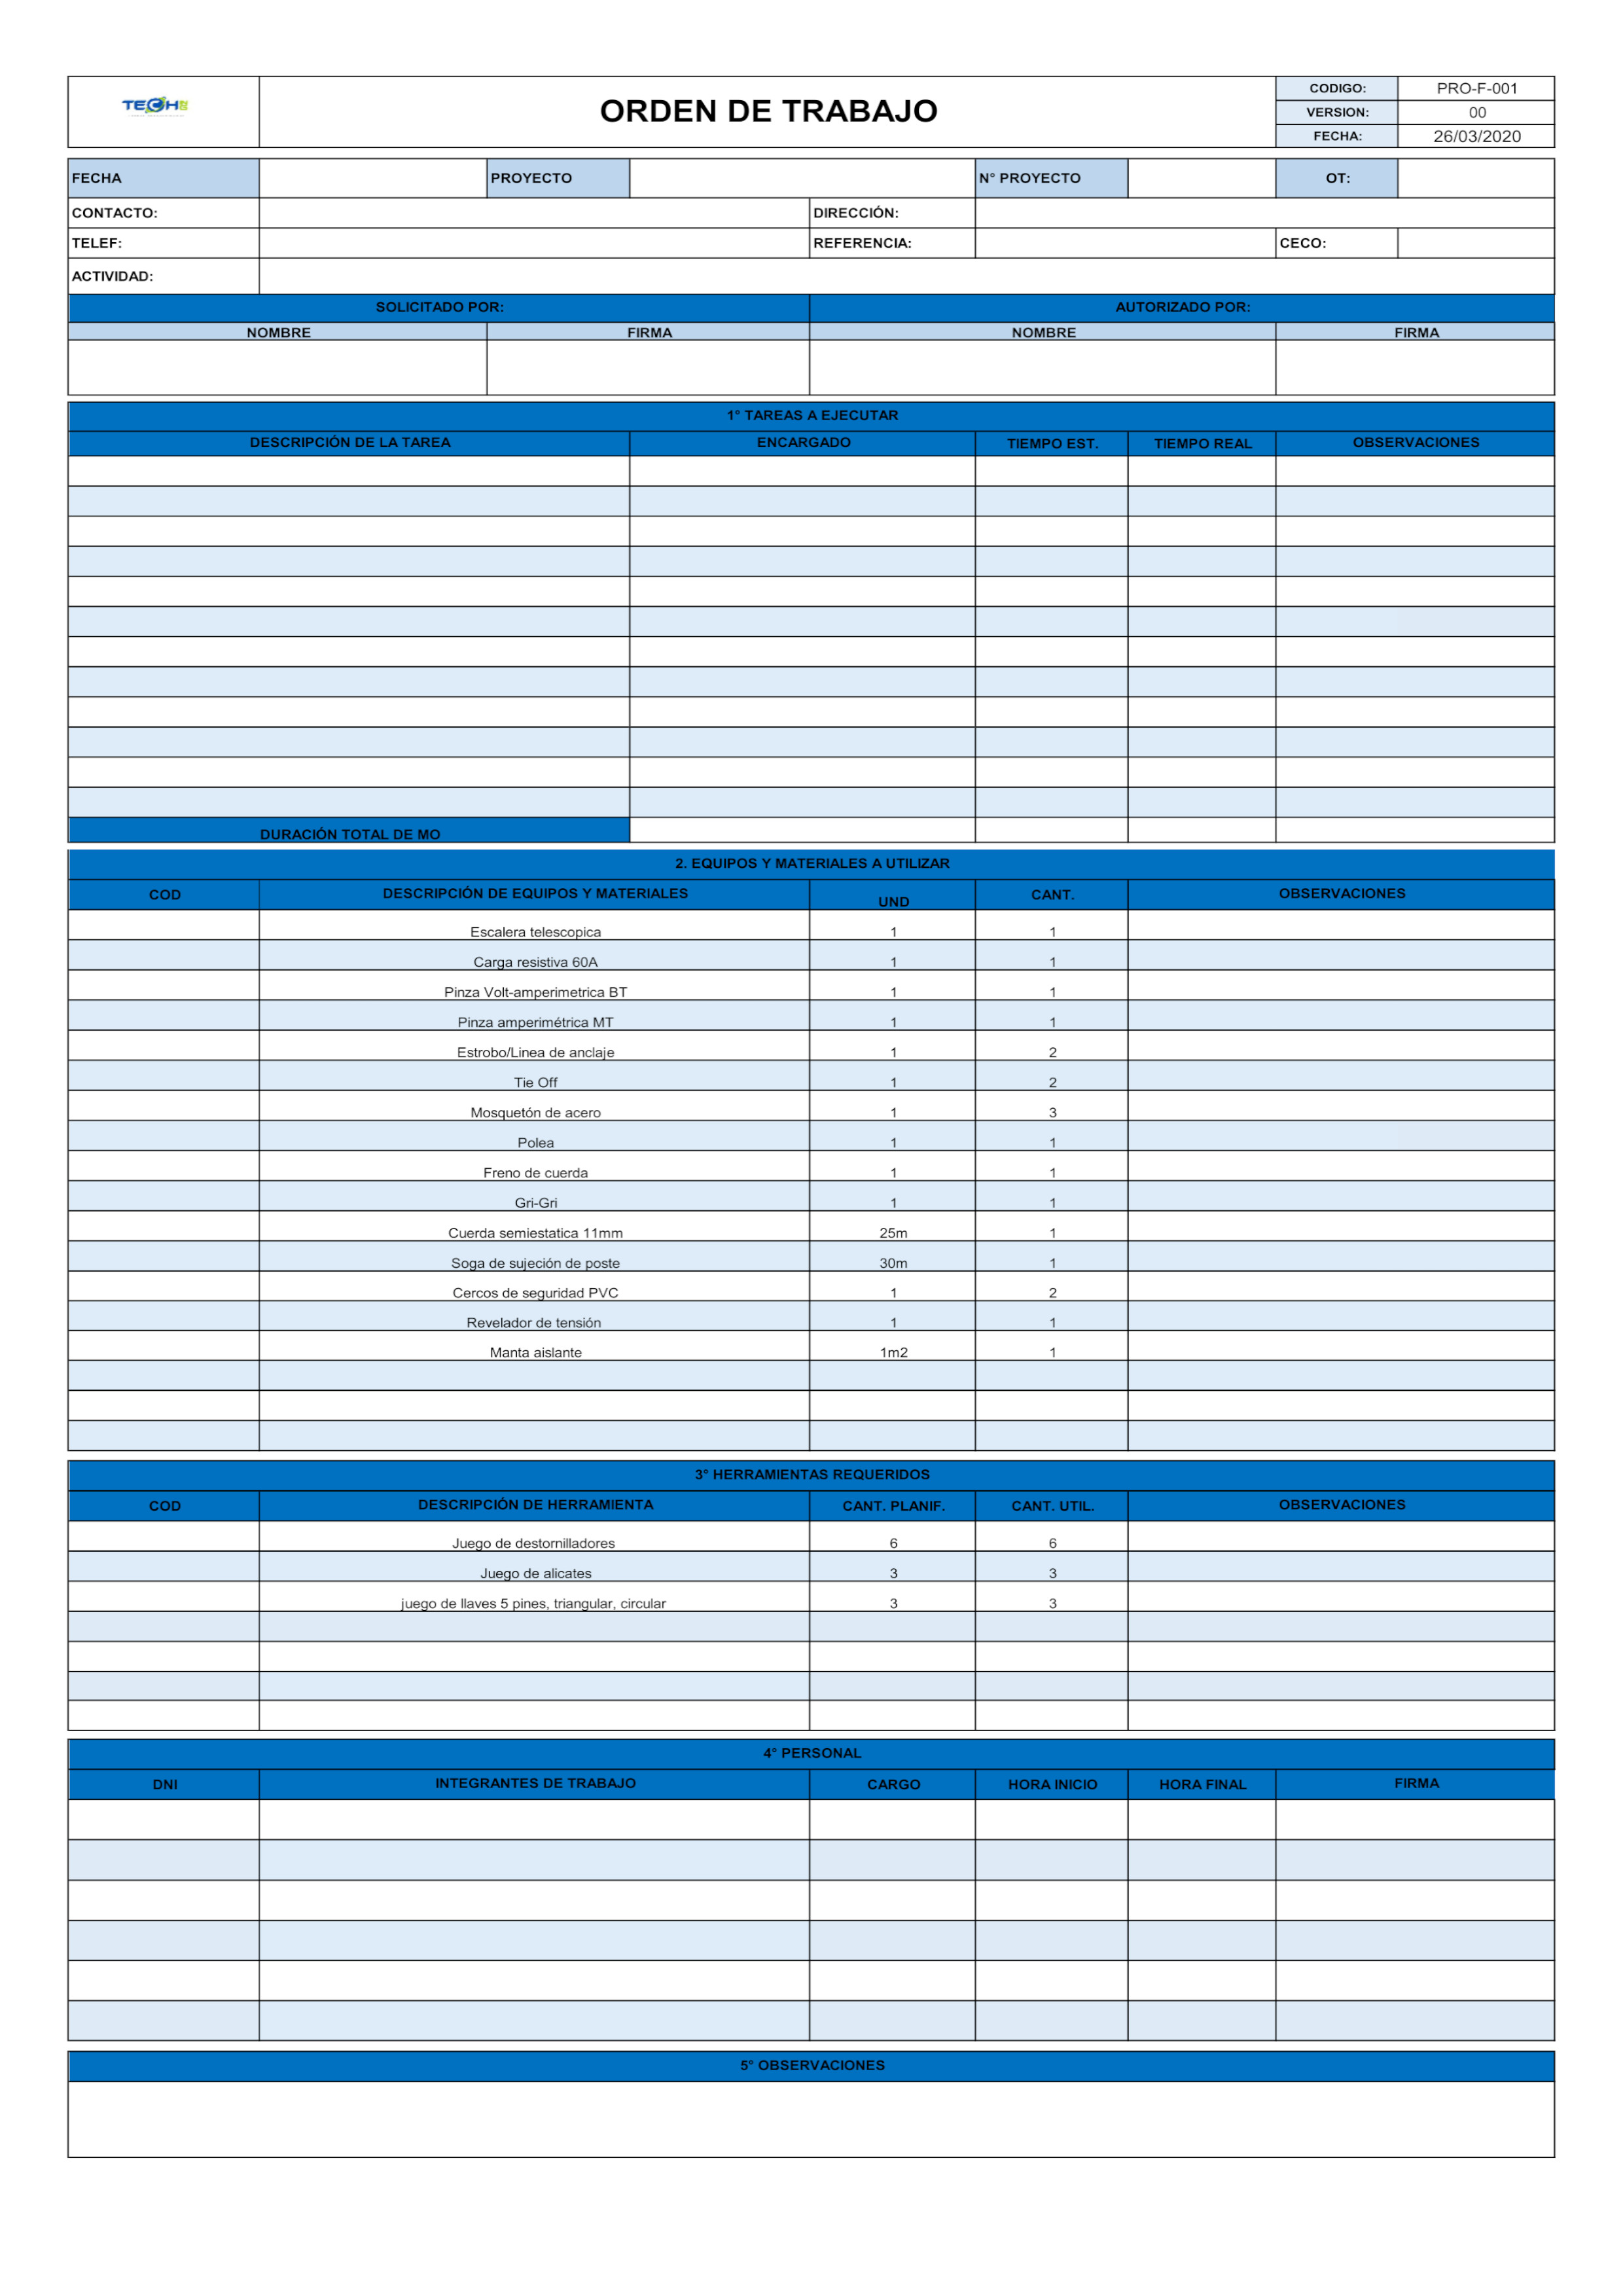 TECH
ORDEN DE TRABAJO
CODIGO: PRO-F-001
VERSION: 00
FECHA: 26/03/2020
FECHA PROYECTO N° PROYECTO OT:
CONTACTO: DIRECCIÓN:
TELEF: REFERENCIA: CECO:
ACTIVIDAD:
SOLICITADO POR: AUTORIZADO POR:
NOMBRE FIRMA NOMBRE FIRMA
1° TAREAS A EJECUTAR
DESCRIPCIÓN DE LA TAREA ENCARGADO TIEMPO EST. TIEMPO REAL OBSERVACIONES
DURACIÓN TOTAL DE MO
2. EQUIPOS Y MATERIALES A UTILIZAR
COD DESCRIPCIÓN DE EQUIPOS Y MATERIALES UND CANT. OBSERVACIONES
Escalera telescopica 1 1
Carga resistiva 60A 1 1
Pinza Volt-amperimetrica BT 1 1
Pinza amperimétrica MT 1 1
Estrobo/Linea de anclaje 1 2
Tie Off 1 2
Mosquetón de acero 1 3
Polea 1 1
Freno de cuerda 1 1
Gri-Gri 1 1
Cuerda semiestatica 11mm 25m 1
Soga de sujeción de poste 30m 1
Cercos de seguridad PVC 1 2
Revelador de tensión 1 1
Manta aislante 1m2 1
3° HERRAMIENTAS REQUERIDOS
COD DESCRIPCIÓN DE HERRAMIENTA CANT. PLANIF. CANT. UTIL. OBSERVACIONES
Juego de destornilladores 6 6
Juego de alicates 3 3
juego de llaves 5 pines, triangular, circular 3 3
4° PERSONAL
DNI INTEGRANTES DE TRABAJO CARGO HORA INICIO HORA FINAL FIRMA
5° OBSERVACIONES